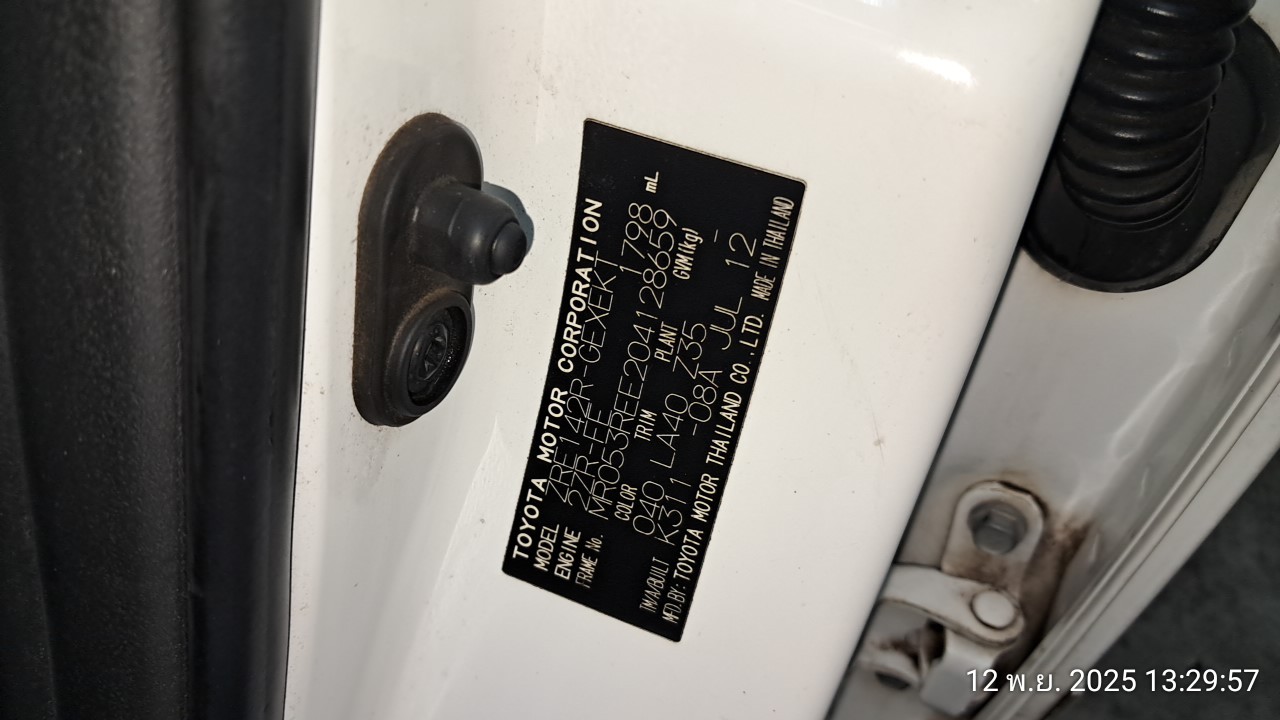 TOYOTA MOTOR CORPORATION
MODEL ZRE142R-GEXEKT
ENGINE 2ZR-FE 1798 mL
FRAME No. MR053REE204128659
COLOR TRIM PLANT GVM(kg)
040 LA40 Z35 -
TM/A/BUILT K311 -08A JUL 12
MFD.BY: TOYOTA MOTOR THAILAND CO.,LTD. MADE IN THAILAND
12 พ.ย. 2025 13:29:57